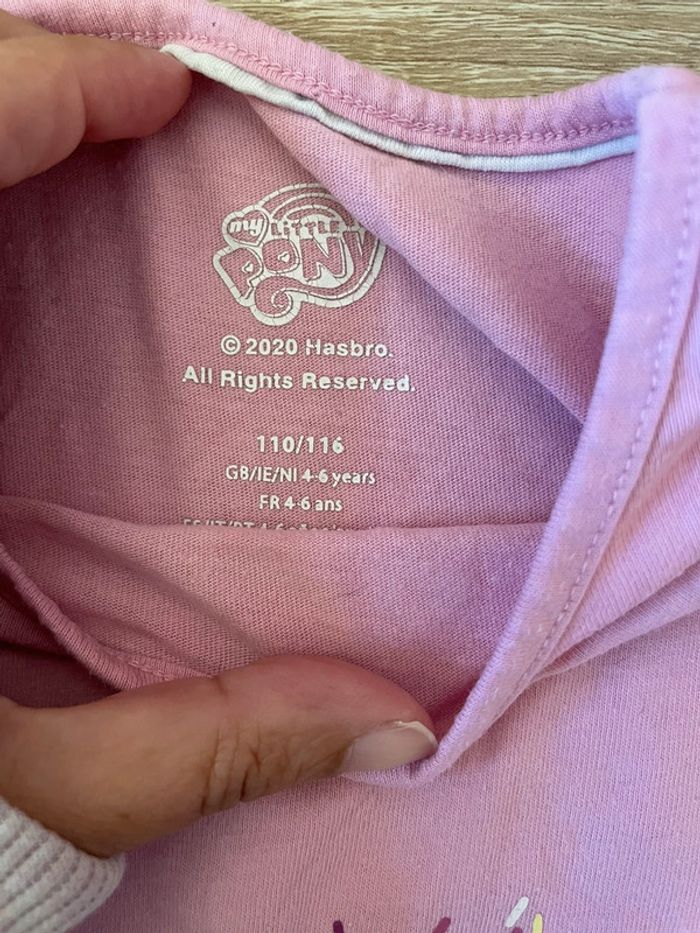 my LITTLE
PONY
© 2020 Hasbro.
All Rights Reserved.
110/116
GB/IE/NI 4-6 years
FR 4-6 ans